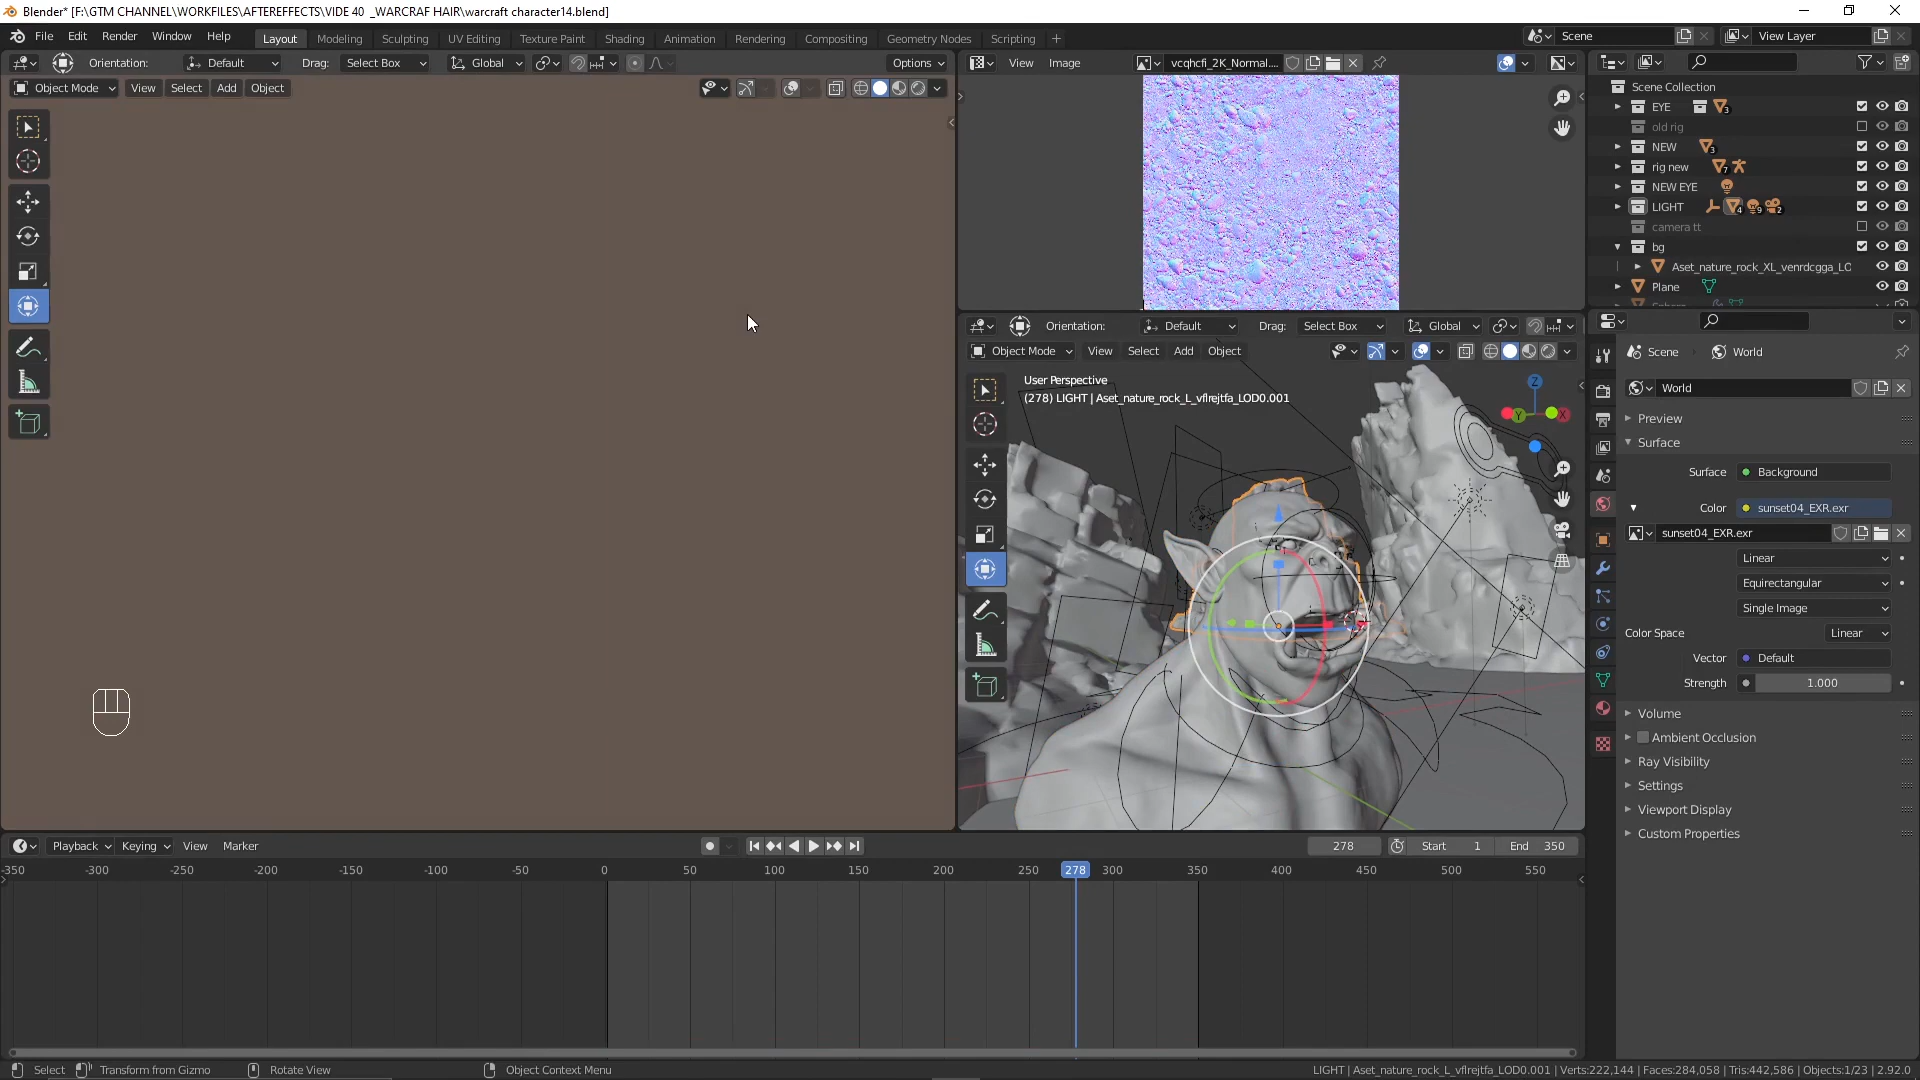 Blender* [F:\GTM CHANNEL\WORKFILES\AFTEREFFECTS\VIDE 40 _WARCRAF HAIR\warcraft character14.blend]
File Edit Render Window Help Layout Modeling Sculpting UV Editing Texture Paint Shading Animation Rendering Compositing Geometry Nodes Scripting + Scene View Layer
Orientation: Default Drag: Select Box Global Options
View Image vcqhcfi_2K_Normal....
Object Mode View Select Add Object
Scene Collection
EYE 3
old rig
NEW 3
rig new 7
NEW EYE
LIGHT 4 9 2
camera tt
bg
Aset_nature_rock_XL_venrdcgga_LO
Plane
Orientation: Default Drag: Select Box Global
Object Mode View Select Add Object
User Perspective
(278) LIGHT | Aset_nature_rock_L_vflrejtfa_LOD0.001
Z
Y
X
Scene World
World
Preview
Surface
Surface Background
Color sunset04_EXR.exr
sunset04_EXR.exr
Linear
Equirectangular
Single Image
Color Space Linear
Vector Default
Strength 1.000
Volume
Ambient Occlusion
Ray Visibility
Settings
Viewport Display
Custom Properties
Playback Keying View Marker 278 Start 1 End 350
-350 -300 -250 -200 -150 -100 -50 0 50 100 150 200 250 278 300 350 400 450 500 550
Select Transform from Gizmo Rotate View Object Context Menu LIGHT | Aset_nature_rock_L_vflrejtfa_LOD0.001 | Verts:222,144 | Faces:284,058 | Tris:442,586 | Objects:1/23 | 2.92.0